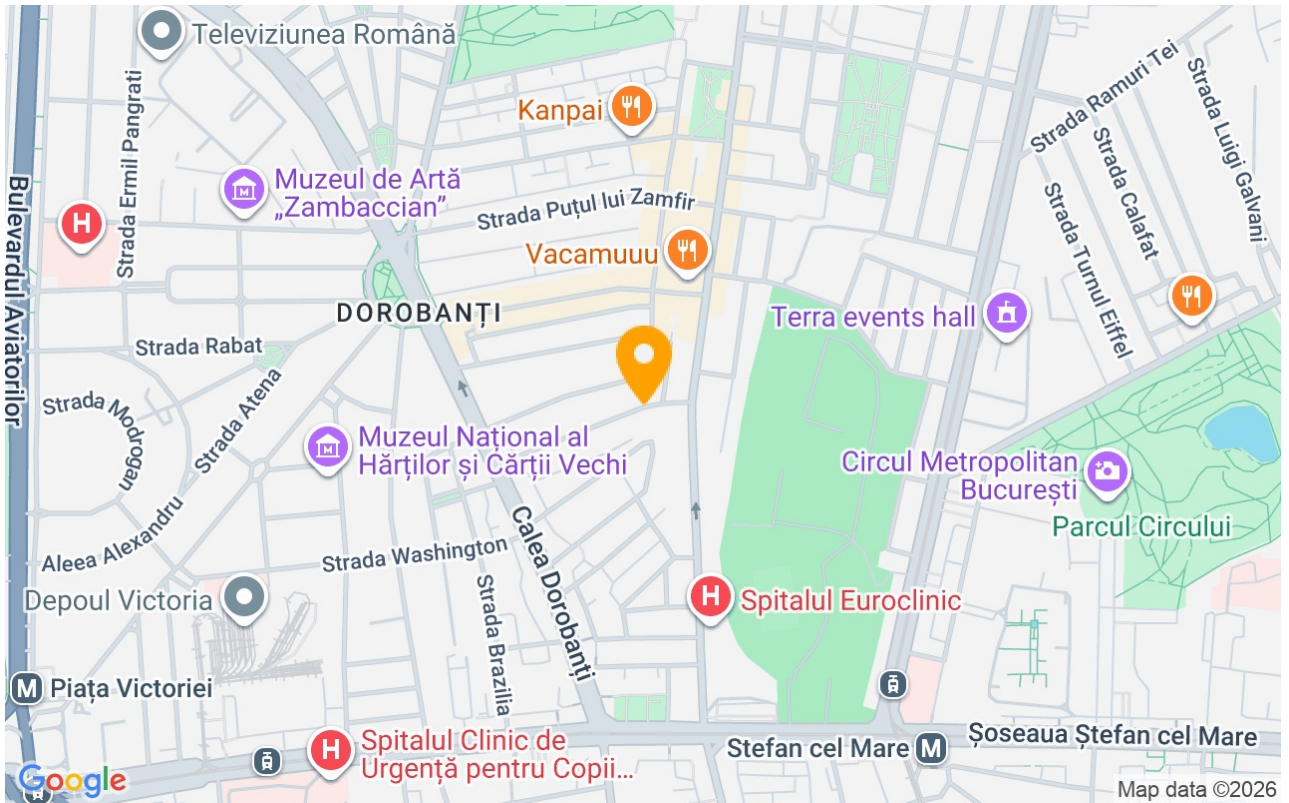 Televiziunea Română
Kanpai
Strada Ermil Pangrati
Strada Ramuri Tei
Strada Luigi Galvani
Strada Calafat
Strada Turnul Eiffel
Muzeul de Artă
„Zambaccian”
H
Strada Puțul lui Zamfir
Vacamuuu
Bulevardul Aviatorilor
DOROBANȚI
Terra events hall
Strada Rabat
Strada Atena
Strada Modrogan
Muzeul Național al
Hărților și Cărții Vechi
Circul Metropolitan
București
Parcul Circului
Aleea Alexandru
Strada Washington
Calea Dorobanți
Strada Brazilia
Depoul Victoria
H
Spitalul Euroclinic
M
Piața Victoriei
H
Spitalul Clinic de
Urgență pentru Copii...
Ștefan cel Mare
M
Șoseaua Ștefan cel Mare
Google
Map data ©2026